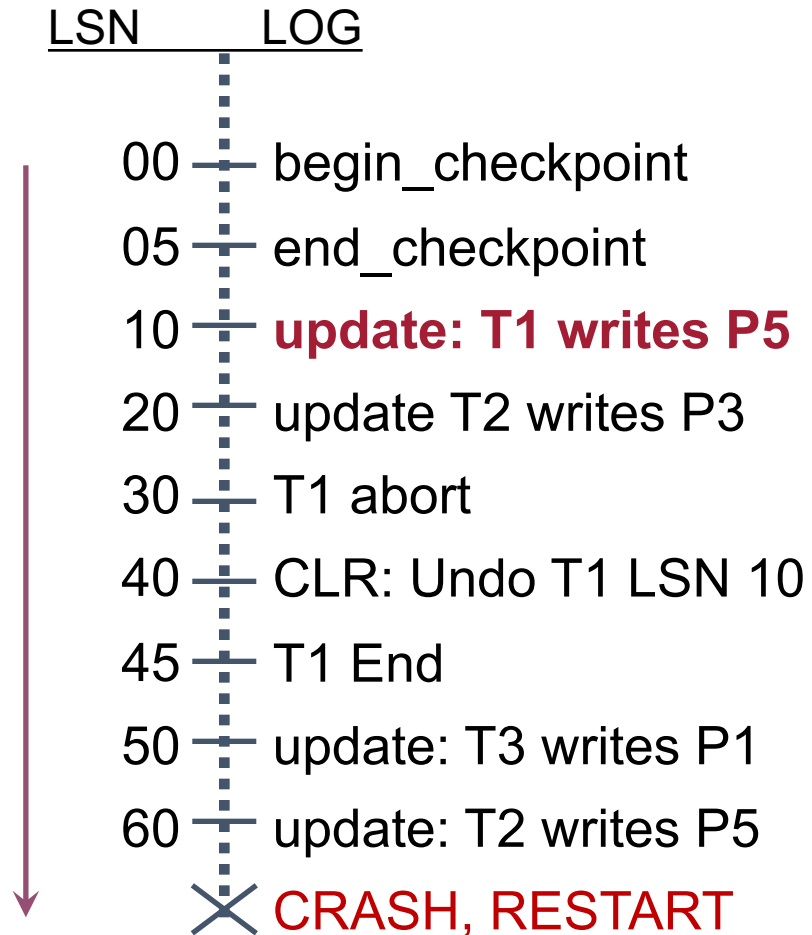 LSN LOG
00 begin_checkpoint
05 end_checkpoint
10 update: T1 writes P5
20 update T2 writes P3
30 T1 abort
40 CLR: Undo T1 LSN 10
45 T1 End
50 update: T3 writes P1
60 update: T2 writes P5
CRASH, RESTART